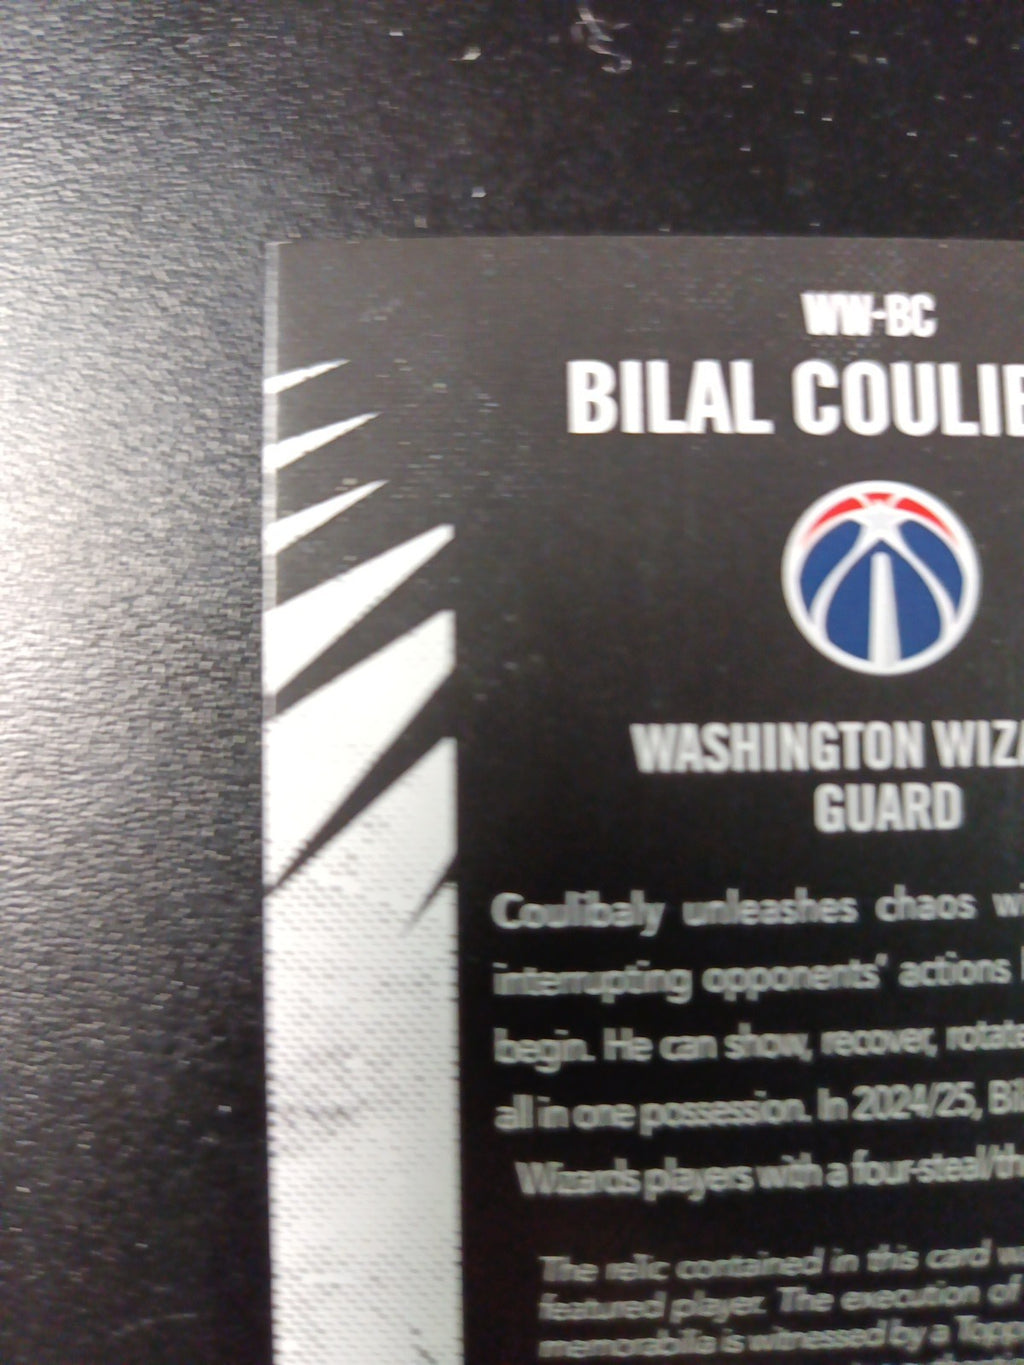 WW-BC
BILAL COULIB
WASHINGTON WIZA
GUARD
Coulibaly unleashes chaos wi
interrupting opponents' actions
begin. He can show, recover, rotate
all in one possession. In 2024/25, Bil
Wizards players with a four-steal/th
The relic contained in this card w
featured player. The execution of
memorabilia is witnessed by a Topp